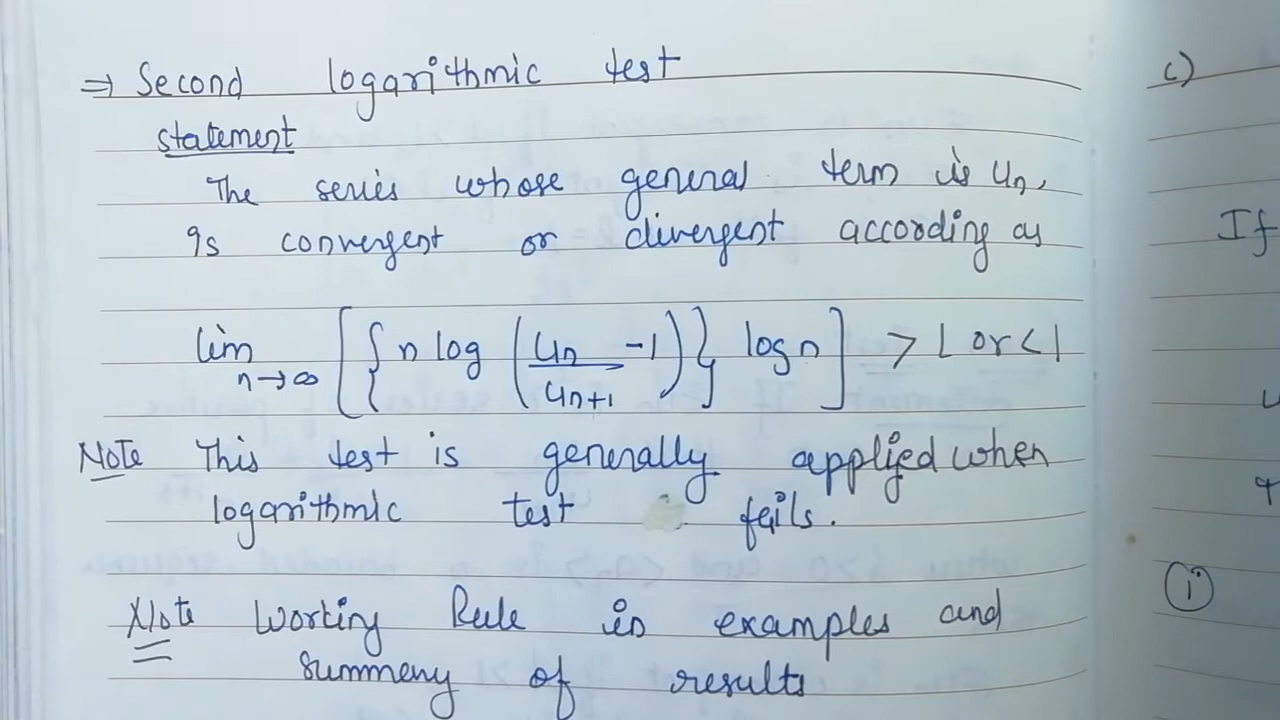 ⇒ Second logarithmic test
statement
The series whose general term is un,
Is convergent or divergent according as
lim n→∞ [{n log (un/un+1 -1)} log n] > 1 or < 1
Note This test is generally applied when
logarithmic test fails.
Note Working Rule in examples and
summery of results
c)
If
(i)